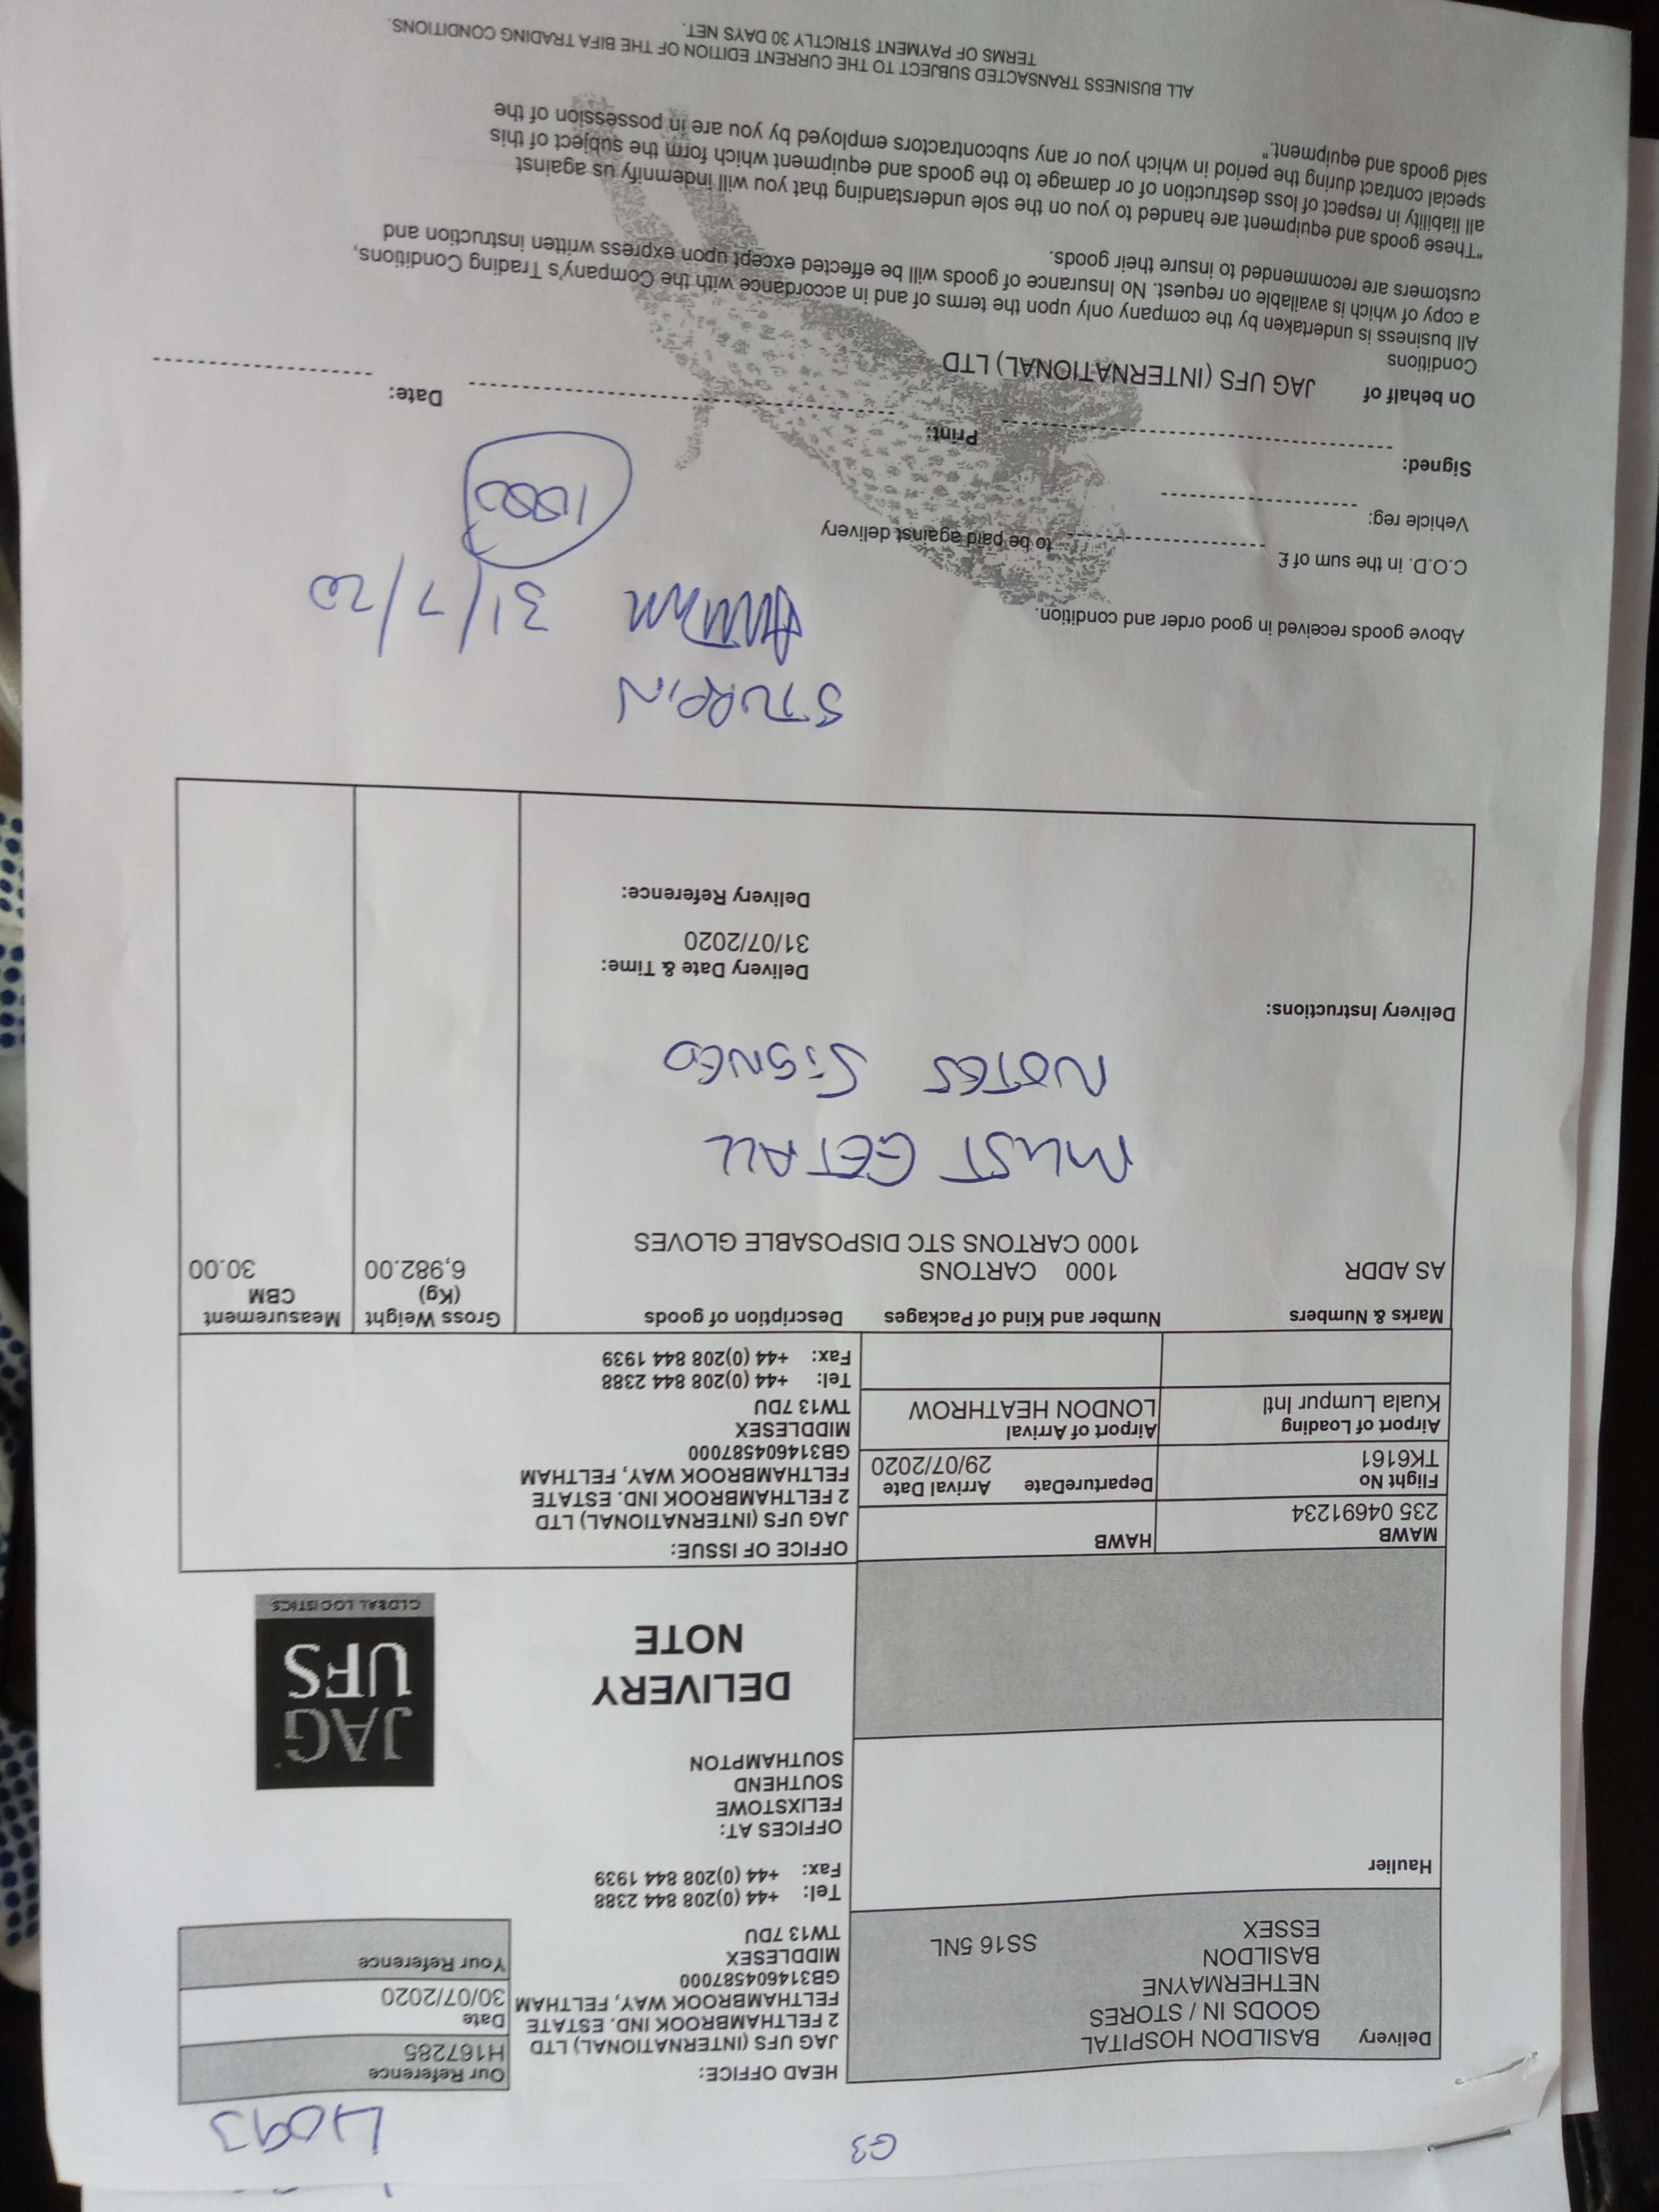 G3
4093
Delivery
BASILDON HOSPITAL
GOODS IN / STORES
NETHERMAYNE
BASILDON
ESSEX
SS16 5NL
Haulier
HEAD OFFICE:
JAG UFS (INTERNATIONAL) LTD
2 FELTHAMBROOK IND. ESTATE
FELTHAMBROOK WAY, FELTHAM
GB314604587000
MIDDLESEX
TW13 7DU
Tel: +44 (0)208 844 2388
Fax: +44 (0)208 844 1939
OFFICES AT:
FELIXSTOWE
SOUTHEND
SOUTHAMPTON
Our Reference
H167285
Date
30/07/2020
Your Reference
DELIVERY
NOTE
JAG
UFS
GLOBAL LOGISTICS
MAWB
235 04691234
HAWB
Flight No
TK6161
DepartureDate
Arrival Date
29/07/2020
Airport of Loading
Kuala Lumpur Intl
Airport of Arrival
LONDON HEATHROW
OFFICE OF ISSUE:
JAG UFS (INTERNATIONAL) LTD
2 FELTHAMBROOK IND. ESTATE
FELTHAMBROOK WAY, FELTHAM
GB314604587000
MIDDLESEX
TW13 7DU
Tel: +44 (0)208 844 2388
Fax: +44 (0)208 844 1939
Marks & Numbers
Number and Kind of Packages
Description of goods
Gross Weight
(Kg)
Measurement
CBM
AS ADDR
1000 CARTONS
6,982.00
30.00
1000 CARTONS STC DISPOSABLE GLOVES
MUST GET ALL
NOTES SIGNED
Delivery Instructions:
Delivery Date & Time:
31/07/2020
Delivery Reference:
31/7/20
1000
Above goods received in good order and condition.
C.O.D. in the sum of £
to be paid against delivery
Vehicle reg:
Signed:
Print:
Date:
On behalf of JAG UFS (INTERNATIONAL) LTD
Conditions
All business is undertaken by the company only upon the terms of and in accordance with the Company's Trading Conditions,
a copy of which is available on request. No Insurance of goods will be effected except upon express written instruction and
customers are recommended to insure their goods.
"These goods and equipment are handed to you on the sole understanding that you will indemnify us against
all liability in respect of loss destruction of or damage to the goods and equipment which form the subject of this
special contract during the period in which you or any subcontractors employed by you are in possession of the
said goods and equipment."
ALL BUSINESS TRANSACTED SUBJECT TO THE CURRENT EDITION OF THE BIFA TRADING CONDITIONS.
TERMS OF PAYMENT STRICTLY 30 DAYS NET.